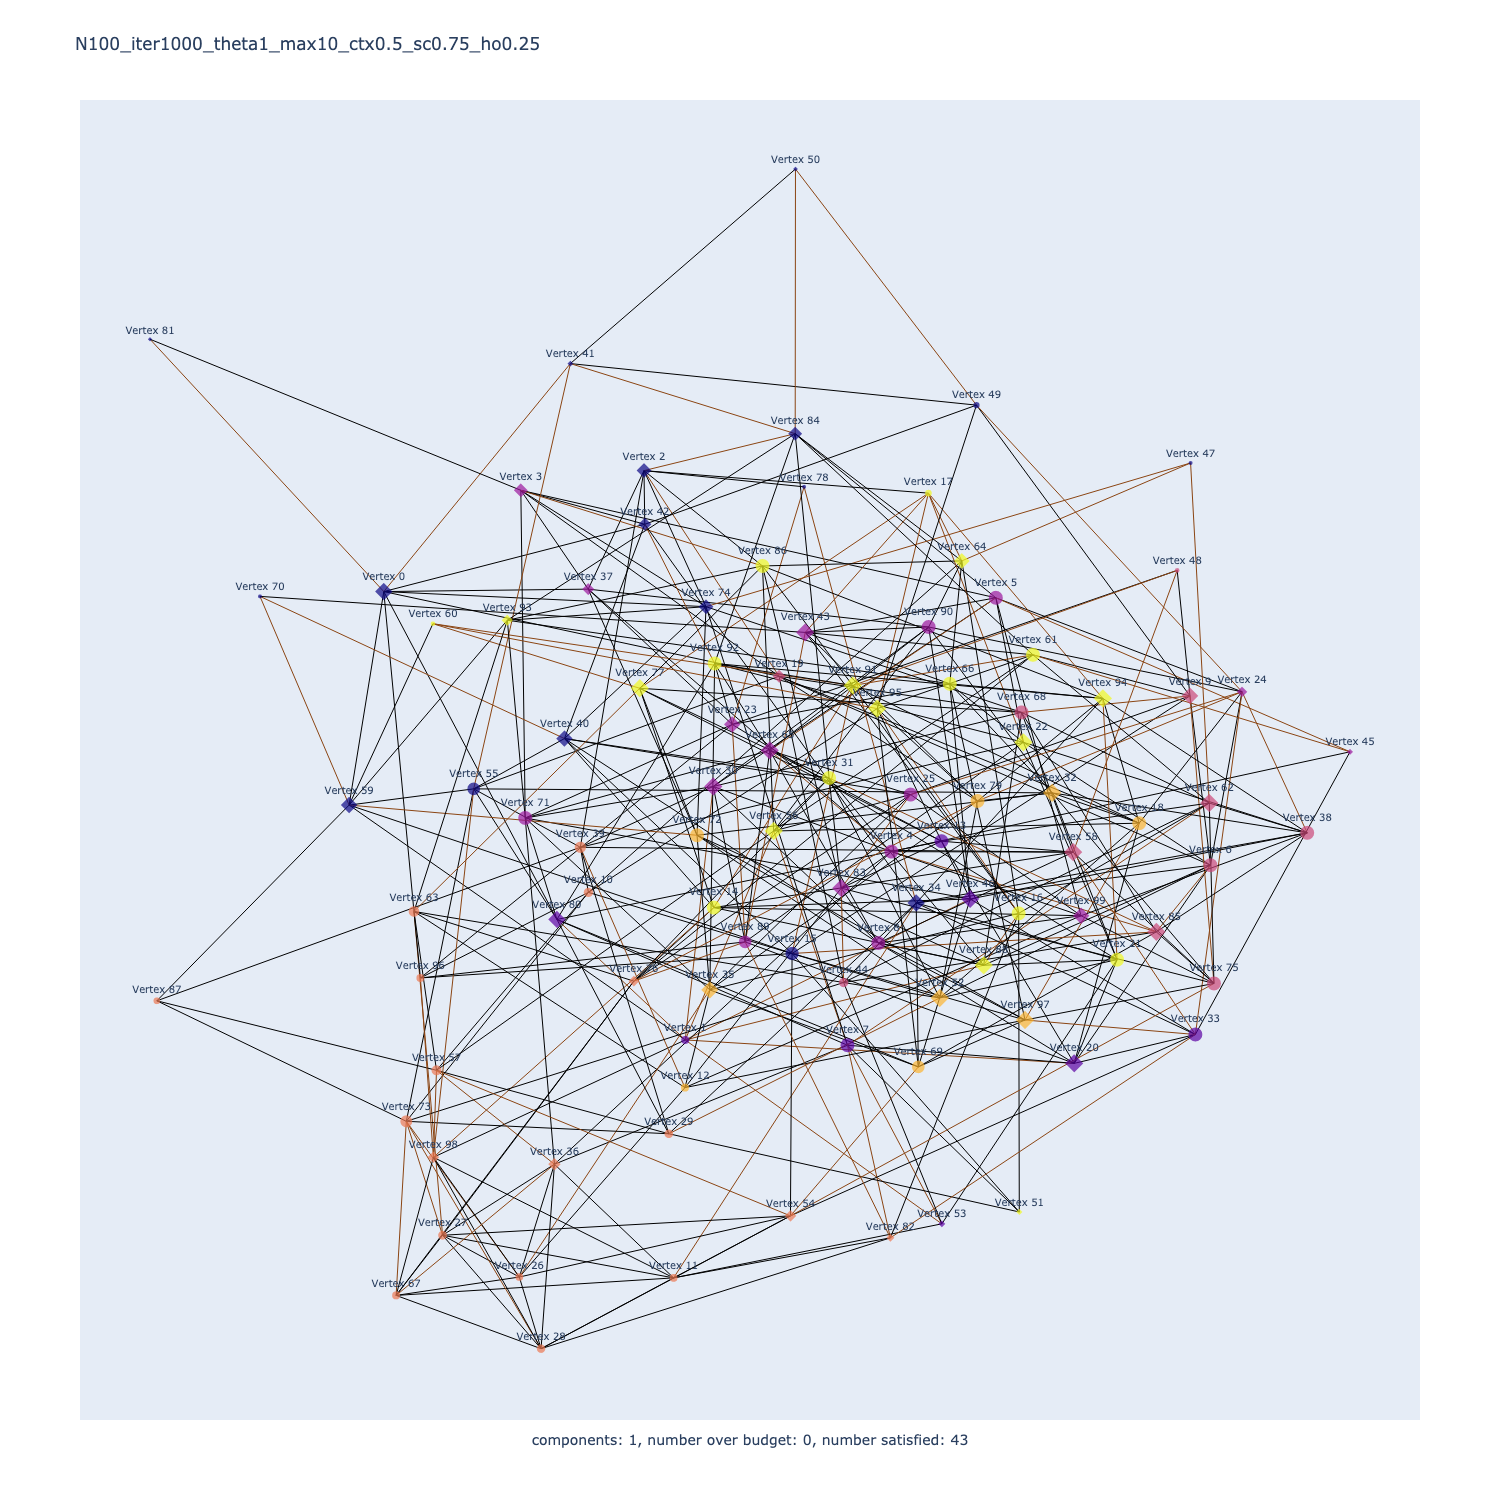 N100_iter1000_theta1_max10_ctx0.5_sc0.75_ho0.25
Vertex 50
Vertex 81
Vertex 41
Vertex 49
Vertex 84
Vertex 2
Vertex 47
Vertex 3
Vertex 78
Vertex 17
Vertex 42
Vertex 86
Vertex 64
Vertex 48
Vertex 0
Vertex 37
Vertex 5
Vertex 70
Vertex 74
Vertex 60
Vertex 93
Vertex 43
Vertex 90
Vertex 92
Vertex 61
Vertex 77
Vertex 19
Vertex 91
Vertex 66
Vertex 94
Vertex 9
Vertex 24
Vertex 95
Vertex 68
Vertex 23
Vertex 40
Vertex 22
Vertex 45
Vertex 31
Vertex 55
Vertex 25
Vertex 79
Vertex 32
Vertex 59
Vertex 62
Vertex 71
Vertex 72
Vertex 18
Vertex 38
Vertex 4
Vertex 58
Vertex 6
Vertex 10
Vertex 83
Vertex 63
Vertex 80
Vertex 14
Vertex 34
Vertex 46
Vertex 16
Vertex 99
Vertex 85
Vertex 89
Vertex 15
Vertex 8
Vertex 21
Vertex 96
Vertex 44
Vertex 75
Vertex 87
Vertex 35
Vertex 97
Vertex 1
Vertex 7
Vertex 33
Vertex 57
Vertex 69
Vertex 20
Vertex 12
Vertex 73
Vertex 29
Vertex 98
Vertex 36
Vertex 54
Vertex 51
Vertex 53
Vertex 27
Vertex 82
Vertex 26
Vertex 11
Vertex 67
Vertex 28
components: 1, number over budget: 0, number satisfied: 43